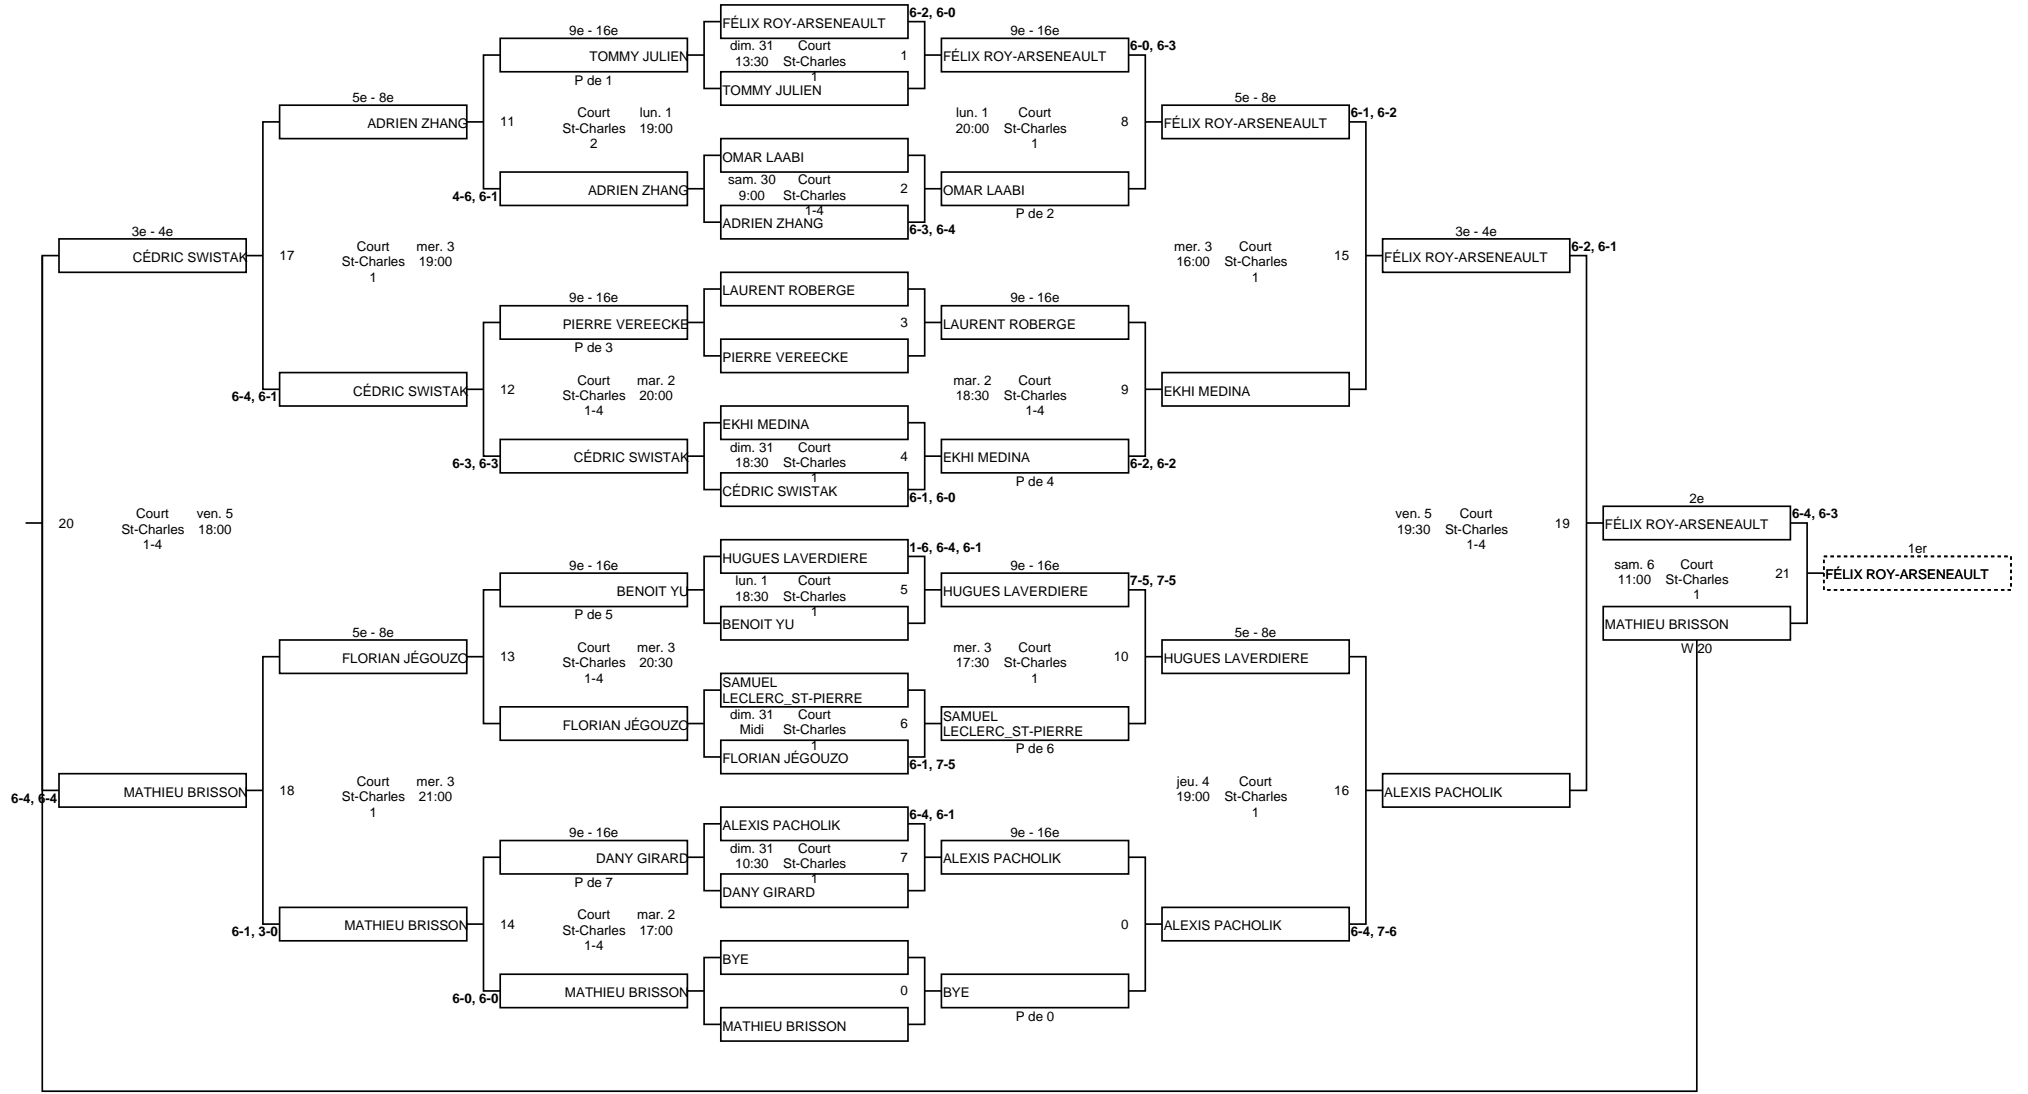 FÉLIX ROY-ARSENEAULT 6-2, 6-0
9e - 16e 9e - 16e
dim. 31 Court
TOMMY JULIEN 13:30 St-Charles 1 FÉLIX ROY-ARSENEAULT 6-0, 6-3
1
P de 1
TOMMY JULIEN
5e - 8e 5e - 8e
ADRIEN ZHANG 11 Court lun. 1 lun. 1 Court 8 FÉLIX ROY-ARSENEAULT 6-1, 6-2
St-Charles 19:00 20:00 St-Charles
2 1
OMAR LAABI
sam. 30 Court
4-6, 6-1 ADRIEN ZHANG 9:00 St-Charles 2 OMAR LAABI
1-4
P de 2
ADRIEN ZHANG 6-3, 6-4
3e - 4e 3e - 4e
CÉDRIC SWISTAK 17 Court mer. 3 mer. 3 Court 15 FÉLIX ROY-ARSENEAULT 6-2, 6-1
St-Charles 19:00 16:00 St-Charles
1 1
LAURENT ROBERGE
9e - 16e 9e - 16e
PIERRE VEREECKE 3 LAURENT ROBERGE
P de 3
PIERRE VEREECKE
6-4, 6-1 CÉDRIC SWISTAK 12 Court mar. 2 mar. 2 Court 9 EKHI MEDINA
St-Charles 20:00 18:30 St-Charles
1-4 1-4
EKHI MEDINA
dim. 31 Court
6-3, 6-3 CÉDRIC SWISTAK 18:30 St-Charles 4 EKHI MEDINA 6-2, 6-2
1
P de 4
CÉDRIC SWISTAK 6-1, 6-0
2e
20 Court ven. 5 ven. 5 Court 19 FÉLIX ROY-ARSENEAULT 6-4, 6-3
St-Charles 18:00 19:30 St-Charles
1-4 1-4
HUGUES LAVERDIERE 1-6, 6-4, 6-1
1er
sam. 6 Court 21 FÉLIX ROY-ARSENEAULT
11:00 St-Charles
1
9e - 16e 9e - 16e
lun. 1 Court
BENOIT YU 18:30 St-Charles 5 HUGUES LAVERDIERE 7-5, 7-5
1
P de 5
BENOIT YU MATHIEU BRISSON
W 20
5e - 8e 5e - 8e
FLORIAN JÉGOUZO 13 Court mer. 3 mer. 3 Court 10 HUGUES LAVERDIERE
St-Charles 20:30 17:30 St-Charles
1-4 1
SAMUEL
LECLERC_ST-PIERRE
dim. 31 Court SAMUEL
FLORIAN JÉGOUZO Midi St-Charles 6 LECLERC_ST-PIERRE
1
P de 6
FLORIAN JÉGOUZO 6-1, 7-5
6-4, 6-4 MATHIEU BRISSON 18 Court mer. 3 jeu. 4 Court 16 ALEXIS PACHOLIK
St-Charles 21:00 19:00 St-Charles
1 1
ALEXIS PACHOLIK 6-4, 6-1
9e - 16e 9e - 16e
dim. 31 Court
DANY GIRARD 10:30 St-Charles 7 ALEXIS PACHOLIK
1
P de 7
DANY GIRARD
6-1, 3-0 MATHIEU BRISSON 14 Court mar. 2 0 ALEXIS PACHOLIK 6-4, 7-6
St-Charles 17:00
1-4
BYE
6-0, 6-0 MATHIEU BRISSON 0 BYE
P de 0
MATHIEU BRISSON